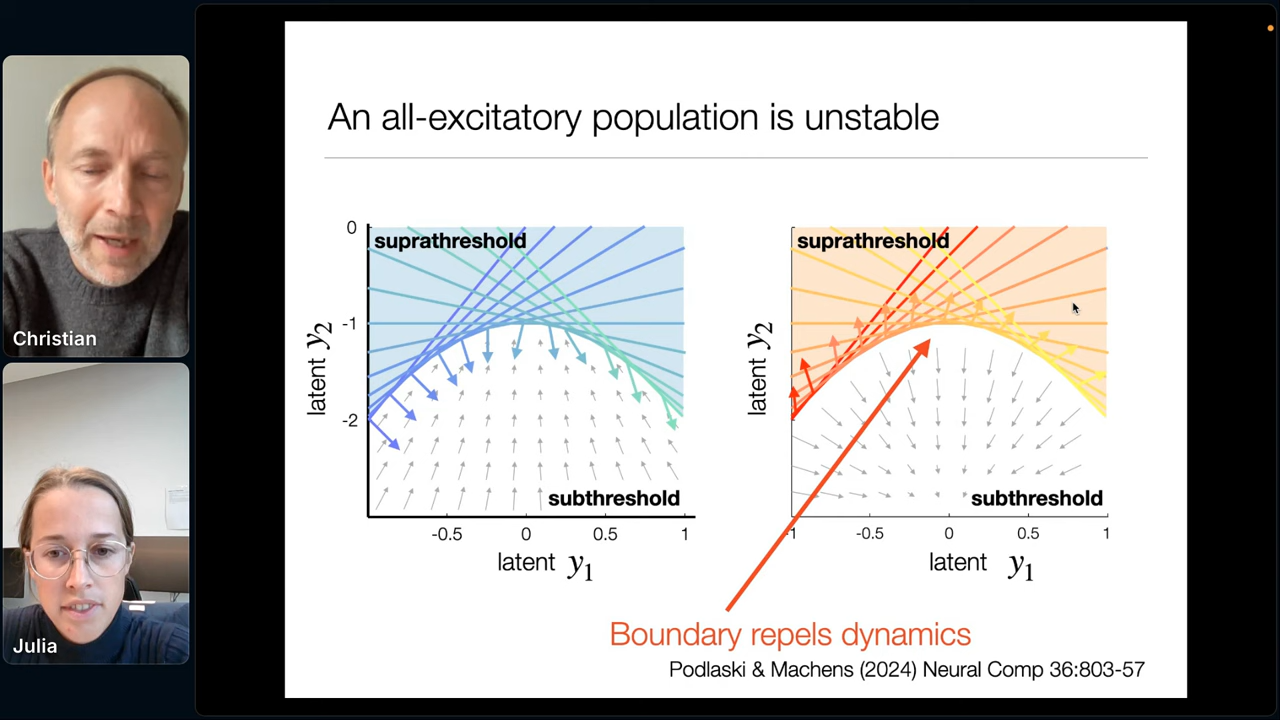 Christian
Julia
An all-excitatory population is unstable
suprathreshold
0
-1
-2
latent y₂
subthreshold
-0.5
0
0.5
1
latent y₁
suprathreshold
latent y₂
subthreshold
-1
-0.5
0
0.5
1
latent y₁
Boundary repels dynamics
Podlaski & Machens (2024) Neural Comp 36:803-57